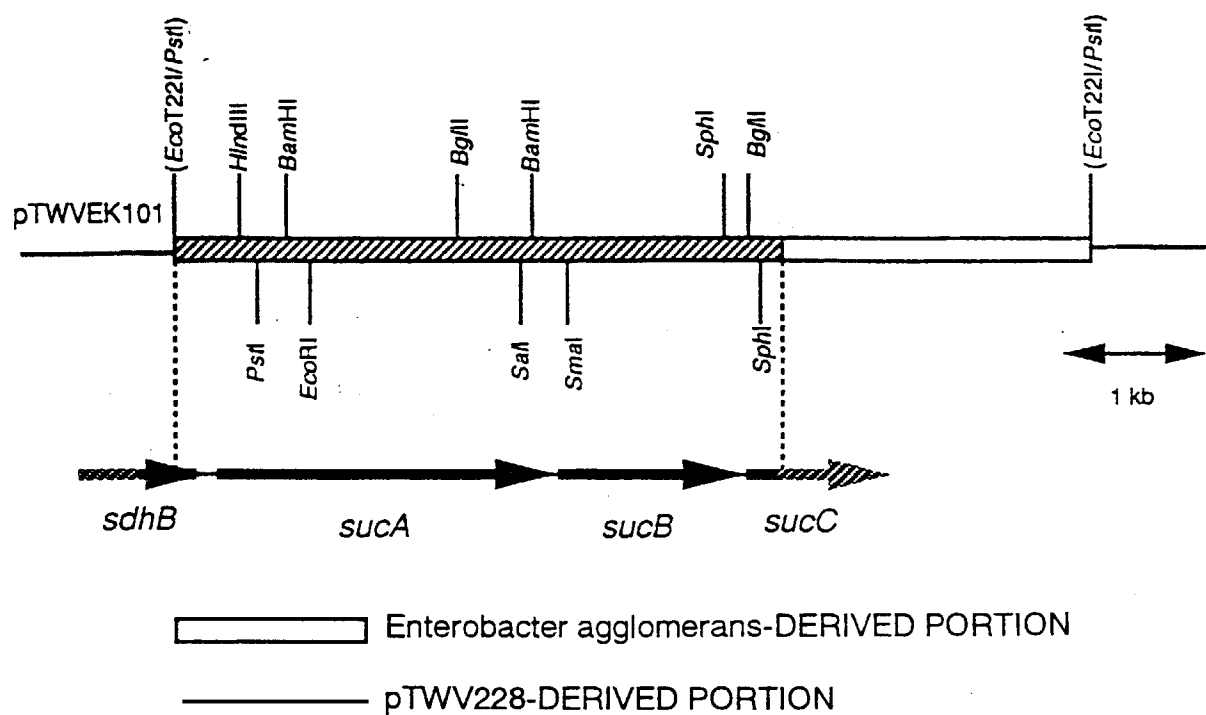 (EcoT22I/PstI)
HindIII
BamHI
BglII
BamHI
SphI
BglII
(EcoT22I/PstI)
pTWVEK101
PstI
EcoRI
SalI
SmaI
SphI
1 kb
sdhB
sucA
sucB
sucC
Enterobacter agglomerans-DERIVED PORTION
pTWV228-DERIVED PORTION